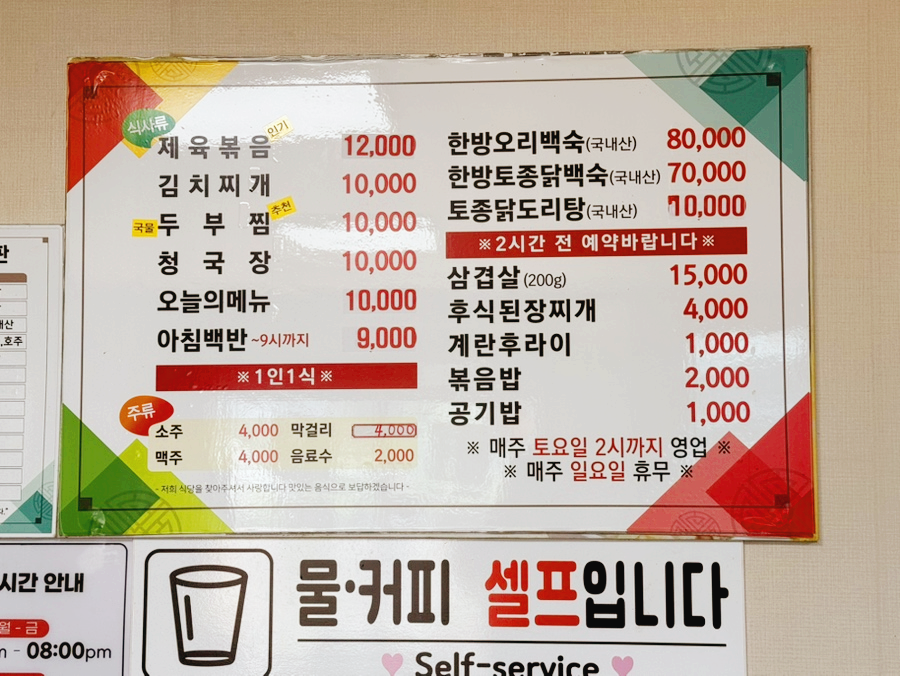 식사류
제육볶음 인기 12,000
김치찌개 10,000
국물 두부찜 추천 10,000
청국장 10,000
오늘의메뉴 10,000
아침백반 ~9시까지 9,000
※1인1식※
주류
소주 4,000 막걸리 4,000
맥주 4,000 음료수 2,000
- 저희 식당을 찾아주셔서 사랑합니다 맛있는 음식으로 보답하겠습니다 -
한방오리백숙(국내산) 80,000
한방토종닭백숙(국내산) 70,000
토종닭도리탕(국내산) 70,000
※2시간 전 예약바랍니다※
삼겹살 (200g) 15,000
후식된장찌개 4,000
계란후라이 1,000
볶음밥 2,000
공기밥 1,000
※ 매주 토요일 2시까지 영업 ※
※ 매주 일요일 휴무 ※
판
호주
시간 안내
월 - 금
- 08:00pm
물·커피 셀프입니다
Self-service